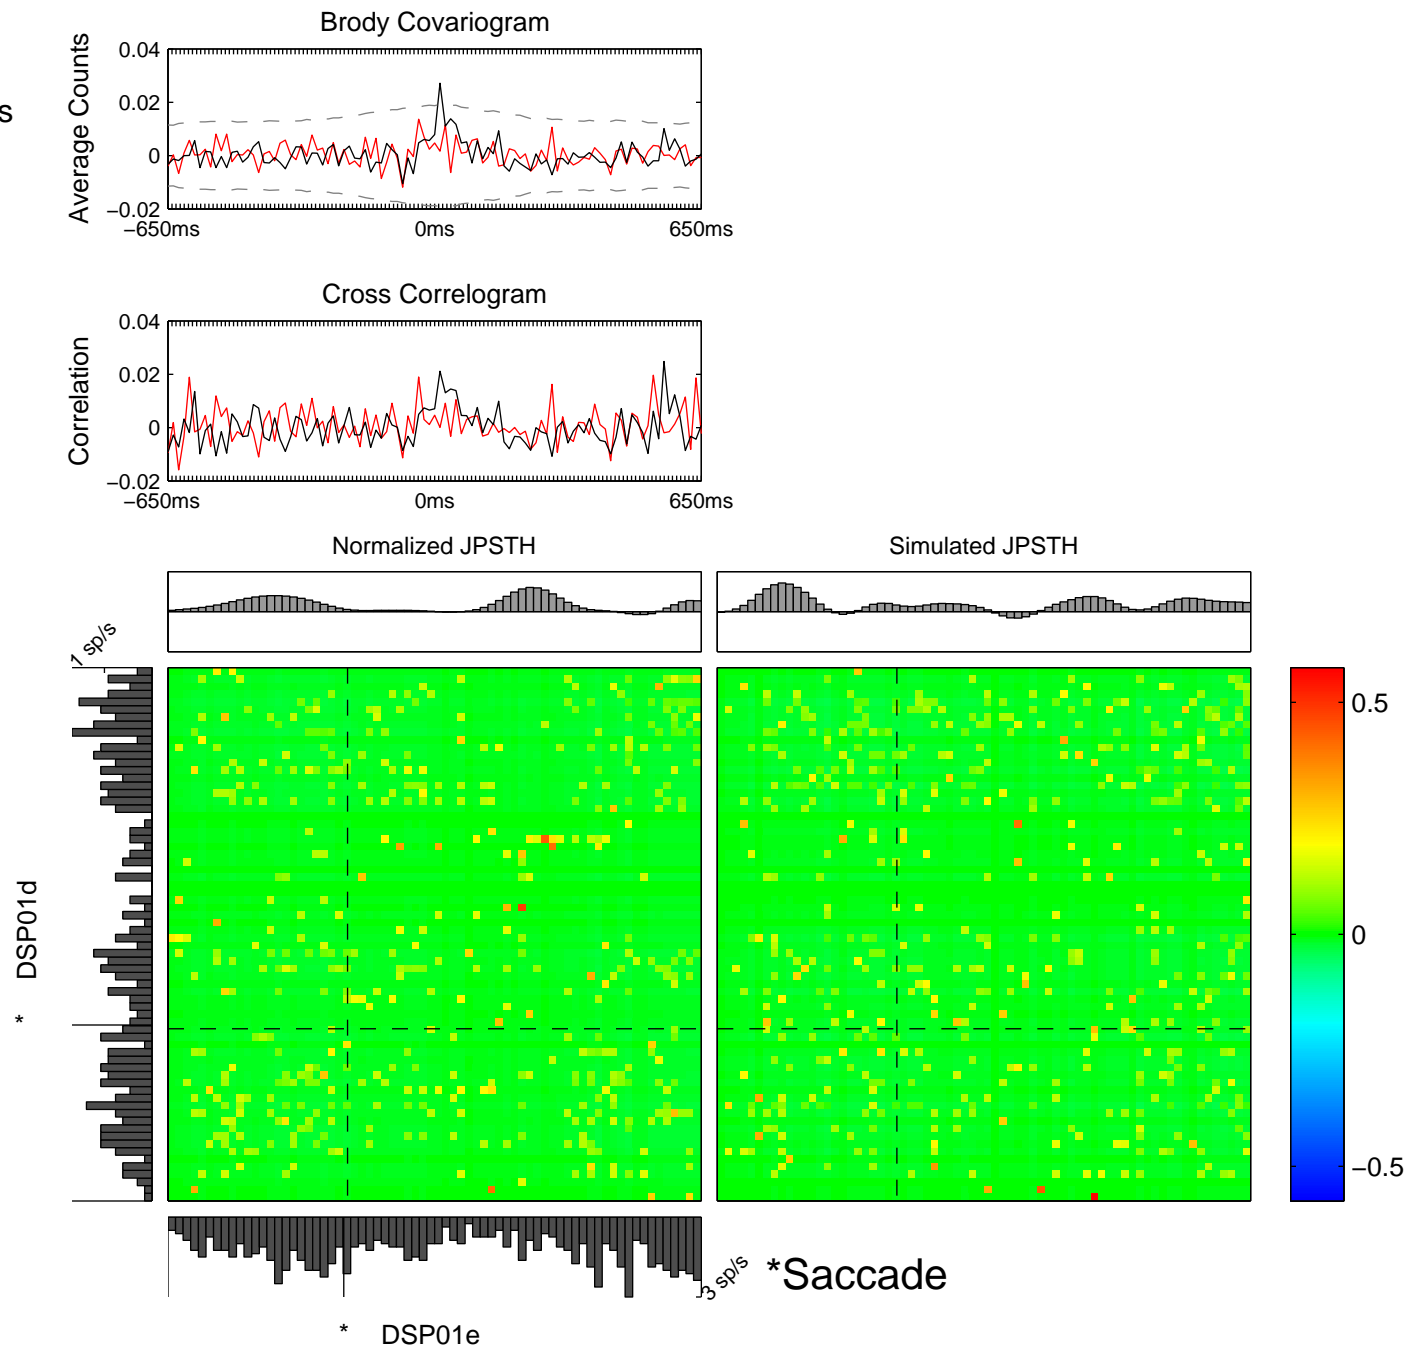 Brody Covariogram
s
Average Counts
0.04
0.02
0
−0.02
−650ms
0ms
650ms
Cross Correlogram
Correlation
0.04
0.02
0
−0.02
−650ms
0ms
650ms
Normalized JPSTH
Simulated JPSTH
1 sp/s
DSP01d
*
0.5
0
−0.5
3 sp/s
*Saccade
*
DSP01e